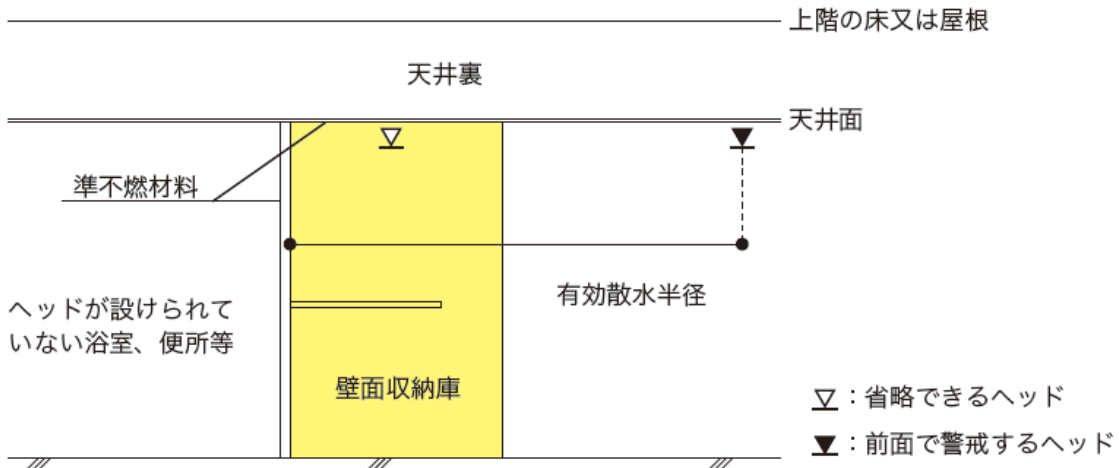 上階の床又は屋根
天井裏
天井面
準不燃材料
ヘッドが設けられて
いない浴室、便所等
有効散水半径
壁面収納庫
：省略できるヘッド
：前面で警戒するヘッド